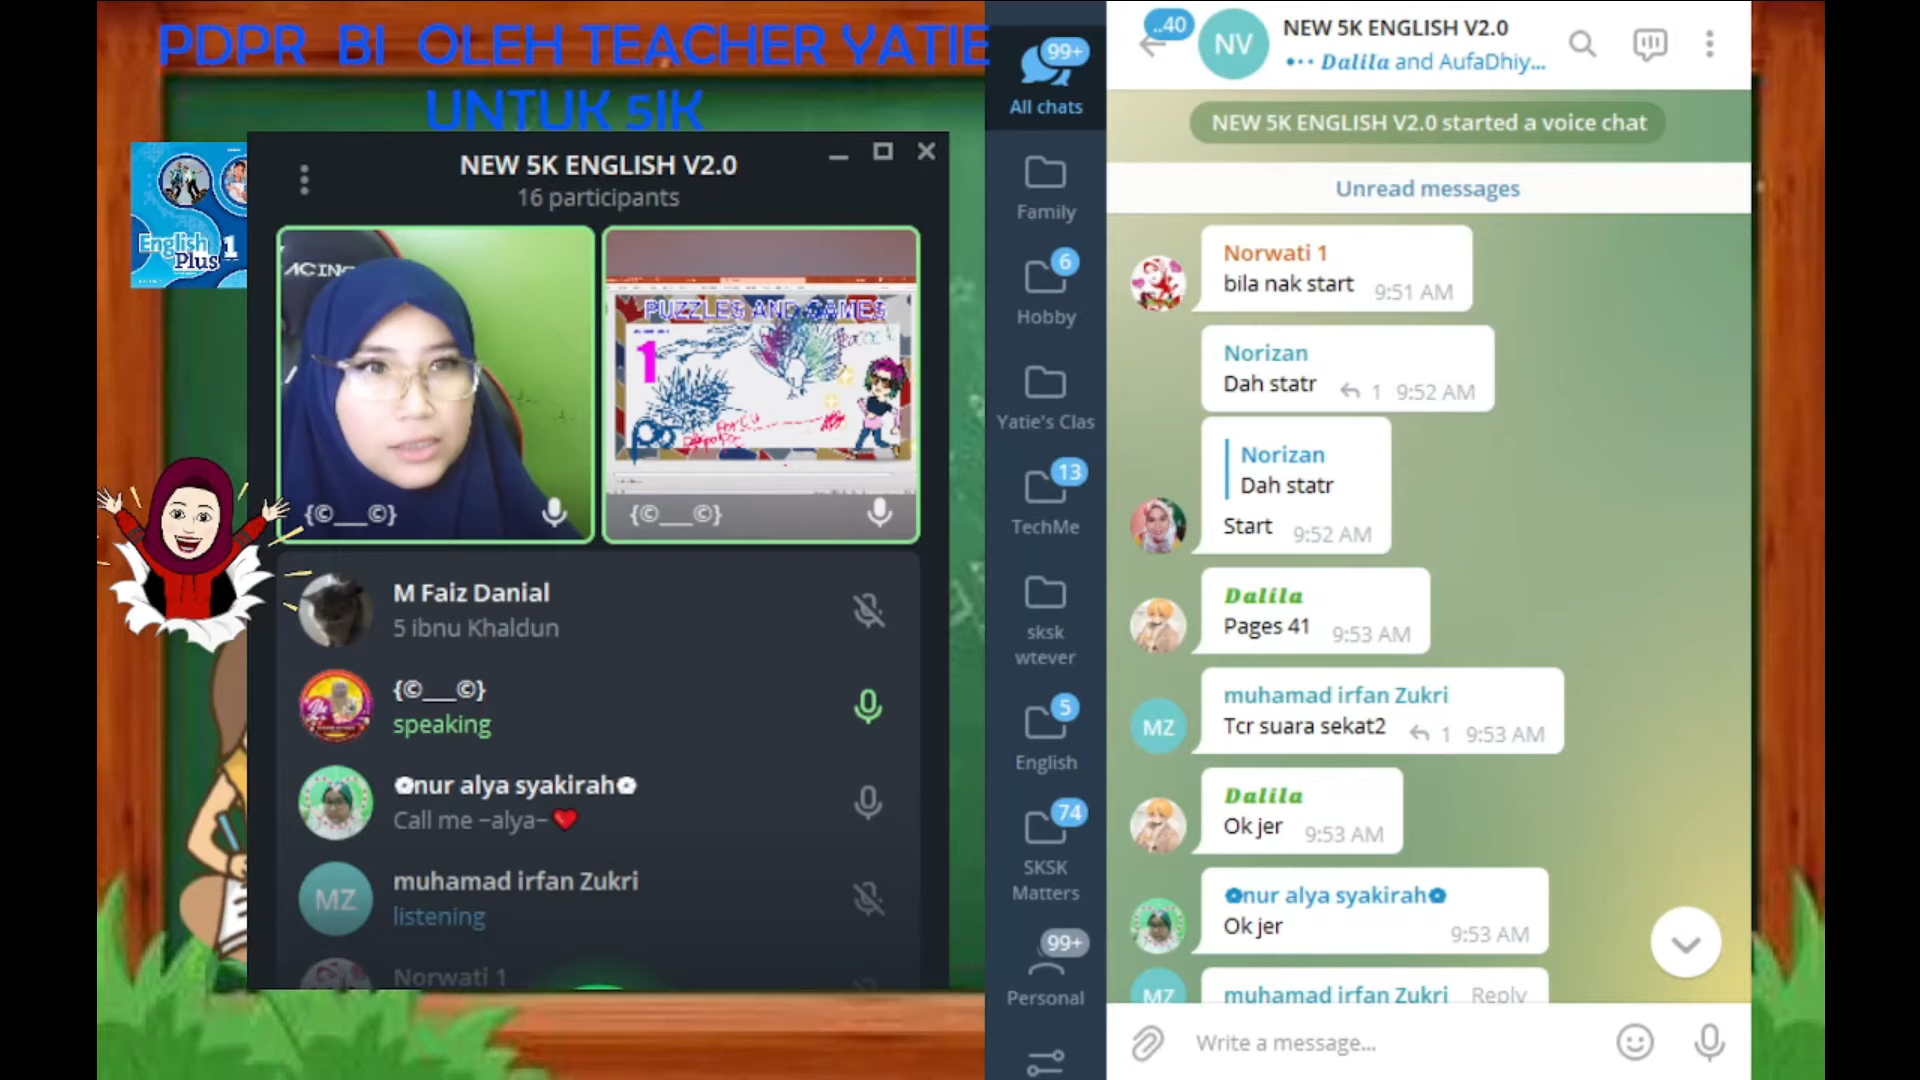 PDPR BI OLEH TEACHER YATIE
UNTUK 5IK
English
Plus 1
NEW 5K ENGLISH V2.0
16 participants
ACING
PUZZLES AND GAMES
1
{©___©}
{©___©}
M Faiz Danial
5 ibnu Khaldun
{©___©}
speaking
✿nur alya syakirah✿
Call me ~alya~❤️
MZ
muhamad irfan Zukri
listening
Norwati 1
99+
All chats
Family
6
Hobby
Yatie's Clas
13
TechMe
sksk
wtever
5
English
74
SKSK
Matters
99+
Personal
..40
NV
NEW 5K ENGLISH V2.0
Dalila and AufaDhiy...
NEW 5K ENGLISH V2.0 started a voice chat
Unread messages
Norwati 1
bila nak start 9:51 AM
Norizan
Dah statr 1 9:52 AM
Norizan
Dah statr
Start 9:52 AM
Dalila
Pages 41 9:53 AM
MZ
muhamad irfan Zukri
Tcr suara sekat2 1 9:53 AM
Dalila
Ok jer 9:53 AM
✿nur alya syakirah✿
Ok jer 9:53 AM
MZ
muhamad irfan Zukri Reply
Write a message...